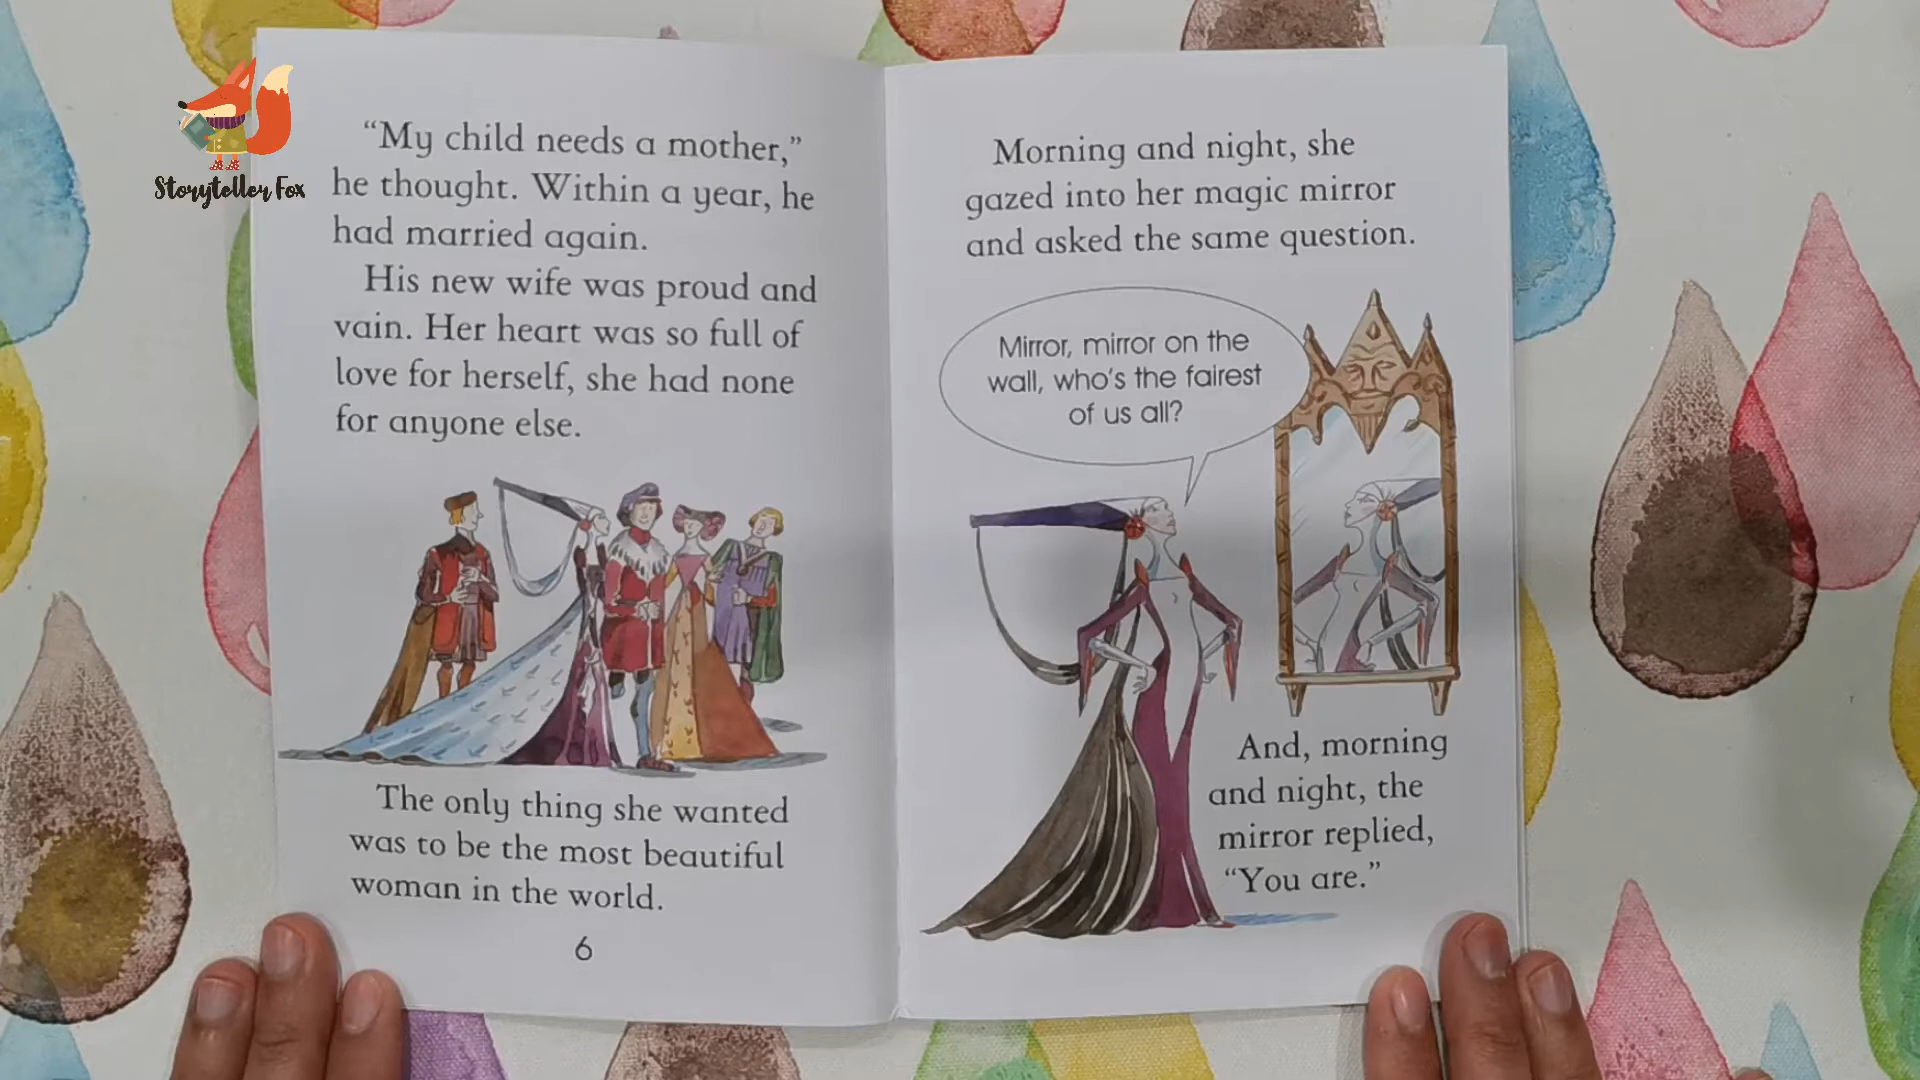 Storyteller Fox
“My child needs a mother,”
he thought. Within a year, he
had married again.
His new wife was proud and
vain. Her heart was so full of
love for herself, she had none
for anyone else.
The only thing she wanted
was to be the most beautiful
woman in the world.
6
Morning and night, she
gazed into her magic mirror
and asked the same question.
Mirror, mirror on the
wall, who's the fairest
of us all?
And, morning
and night, the
mirror replied,
“You are.”